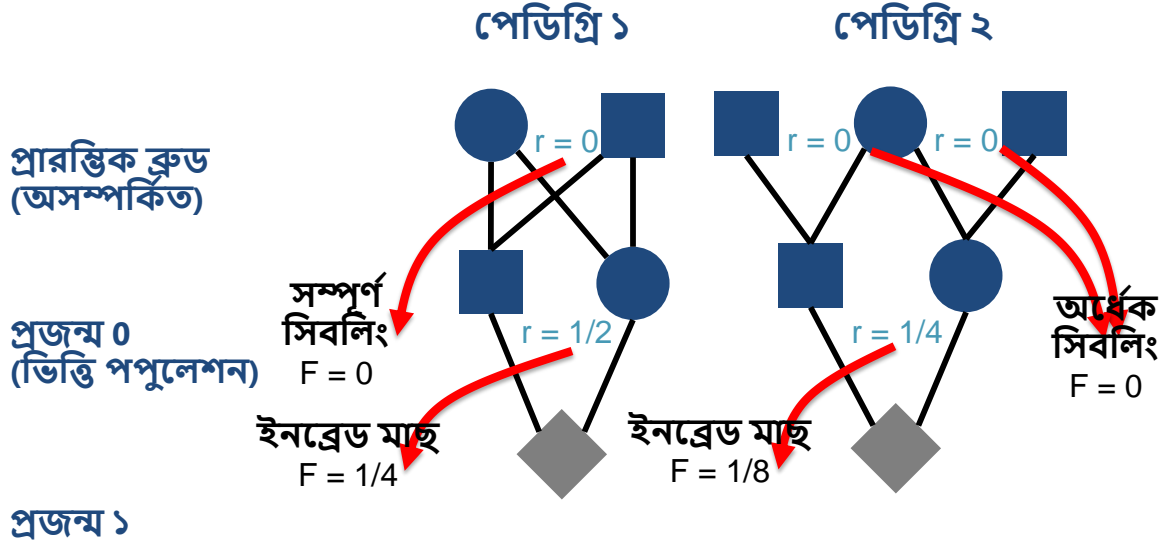 পেডিগ্রি ১
পেডিগ্রি ২
প্রারম্ভিক ব্রুড
(অসম্পর্কিত)
r = 0
r = 0
r = 0
সম্পূর্ণ
সিবলিং
F = 0
অর্ধেক
সিবলিং
F = 0
প্রজন্ম 0
(ভিত্তি পপুলেশন)
r = 1/2
r = 1/4
ইনব্রেড মাছ
F = 1/4
ইনব্রেড মাছ
F = 1/8
প্রজন্ম ১